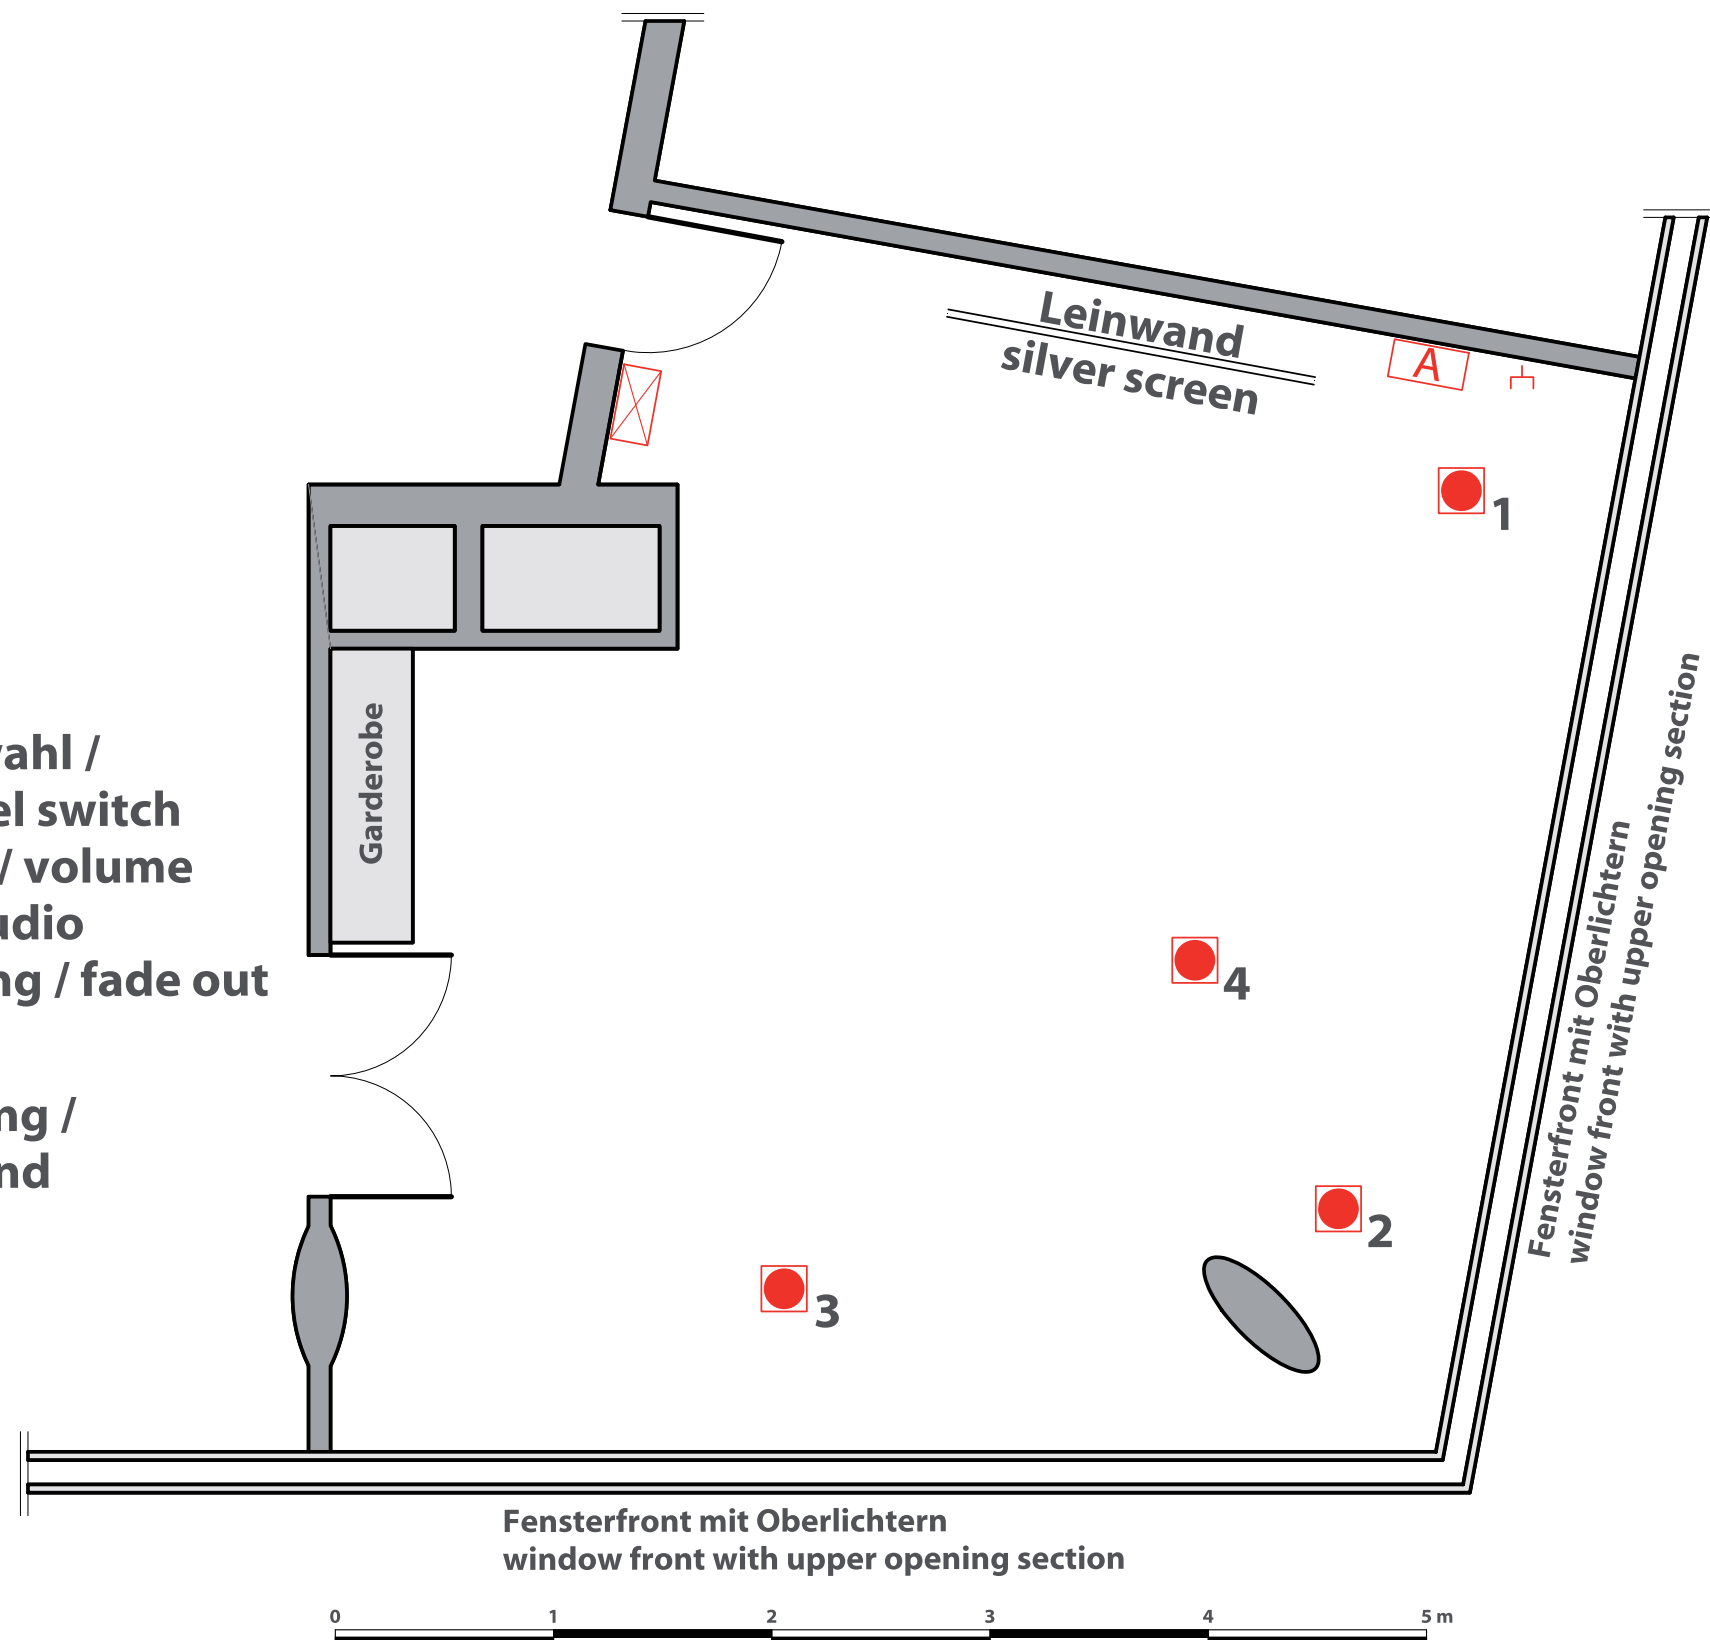 Leinwand
silver screen
A
1
Garderobe
vahl /
el switch
/ volume
udio
ng / fade out
ng /
nd
4
2
3
Fensterfront mit Oberlichtern
window front with upper opening section
Fensterfront mit Oberlichtern
window front with upper opening section
0 1 2 3 4 5 m